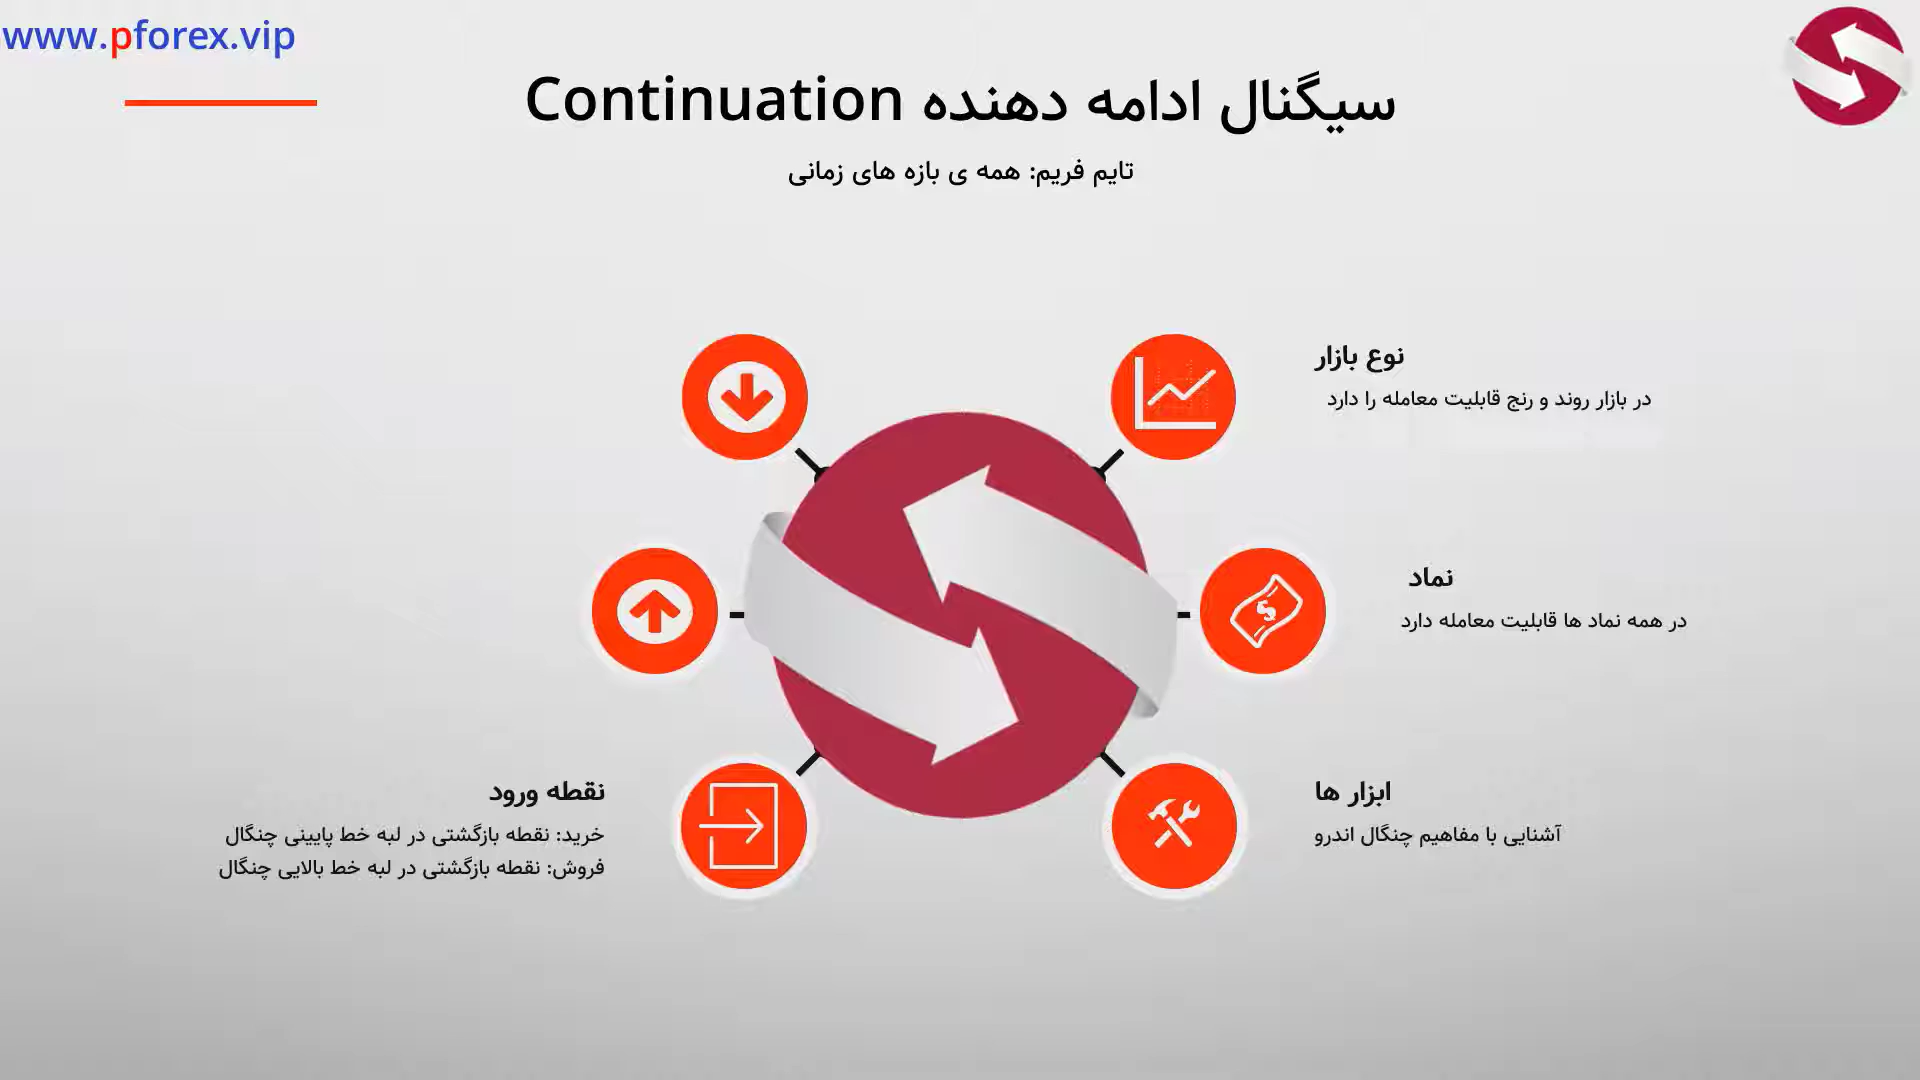 www.pforex.vip
سیگنال ادامه دهنده Continuation
تایم فریم: همه ی بازه های زمانی
نوع بازار
در بازار روند و رنج قابلیت معامله را دارد
نماد
در همه نماد ها قابلیت معامله دارد
ابزار ها
آشنایی با مفاهیم چنگال اندرو
نقطه ورود
خرید: نقطه بازگشتی در لبه خط پایینی چنگال
فروش: نقطه بازگشتی در لبه خط بالایی چنگال